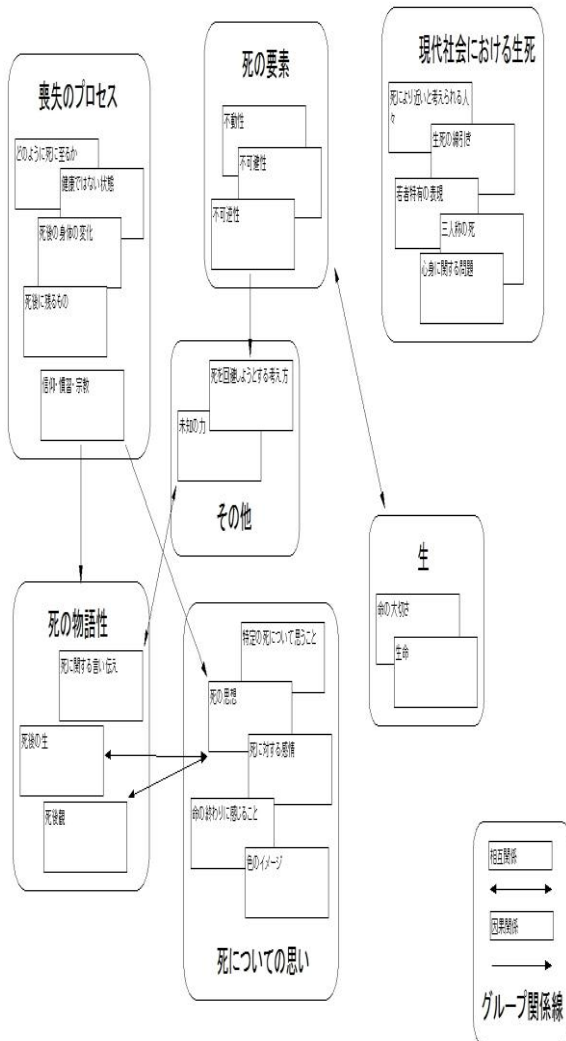 喪失のプロセス
どのように死に至るか
健康ではない状態
死後の身体の変化
死後に残るもの
信仰・慣習・宗教
死の要素
不動性
不可避性
不可逆性
現代社会における生死
死により近いと考えられる人
々
生死の線引き
若者特有の表現
三人称の死
心身に関する問題
死を回避しようとする考え方
未知の力
その他
生
命の大切さ
生命
死の物語性
死に関する言い伝え
死後の生
死後観
特定の死について思うこと
死の思想
死に対する感情
命の終わりに感じること
色のイメージ
死についての思い
相互関係
因果関係
グループ関係線